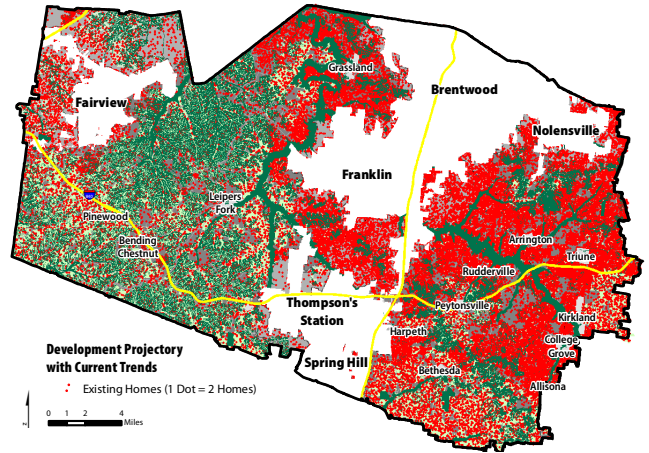 Grassland
Brentwood
Fairview
Nolensville
Franklin
Leipers
Fork
Pinewood
Bending
Chestnut
Arrington
Triune
Rudderville
Thompson's
Station
Peytonsville
Kirkland
Harpeth
College
Grove
Spring Hill
Bethesda
Allisona
Development Projectory
with Current Trends
Existing Homes (1 Dot = 2 Homes)
0 1 2 4
Miles
z